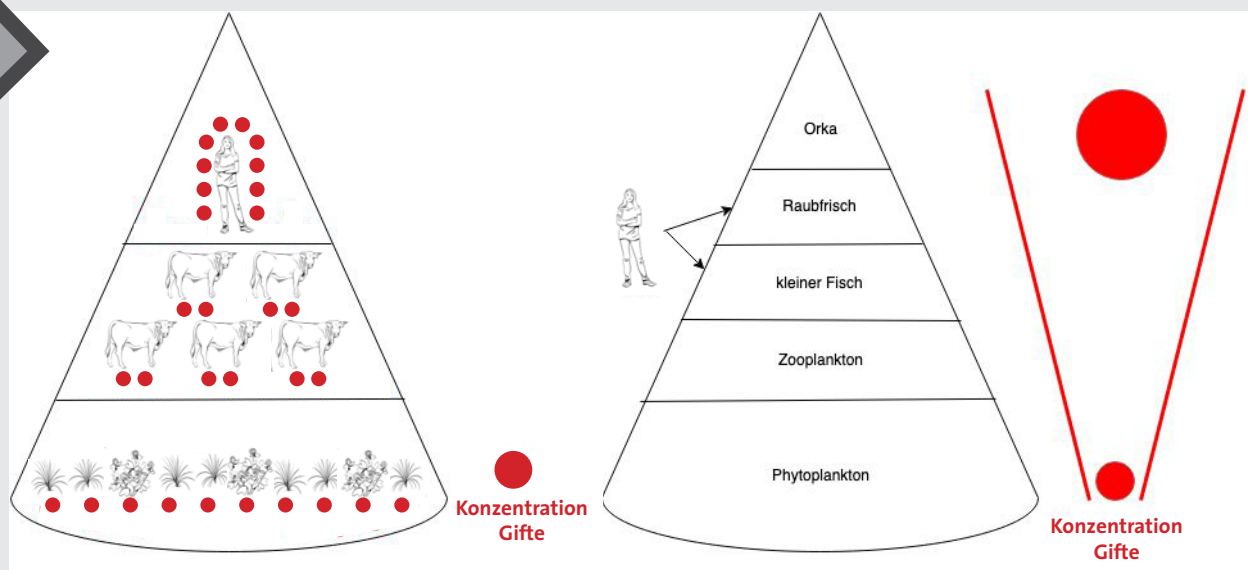 Konzentration
Gifte
Orka
Raubfrisch
kleiner Fisch
Zooplankton
Phytoplankton
Konzentration
Gifte